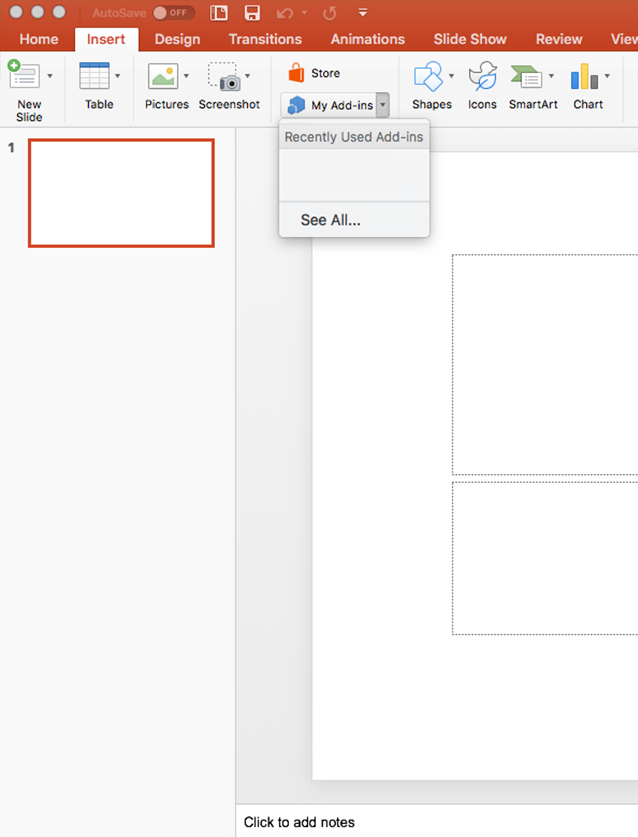 AutoSave OFF
Home Insert Design Transitions Animations Slide Show Review View
New Slide
Table
Pictures
Screenshot
Store
My Add-ins
Shapes
Icons
SmartArt
Chart
Recently Used Add-ins
See All...
1
Click to add notes